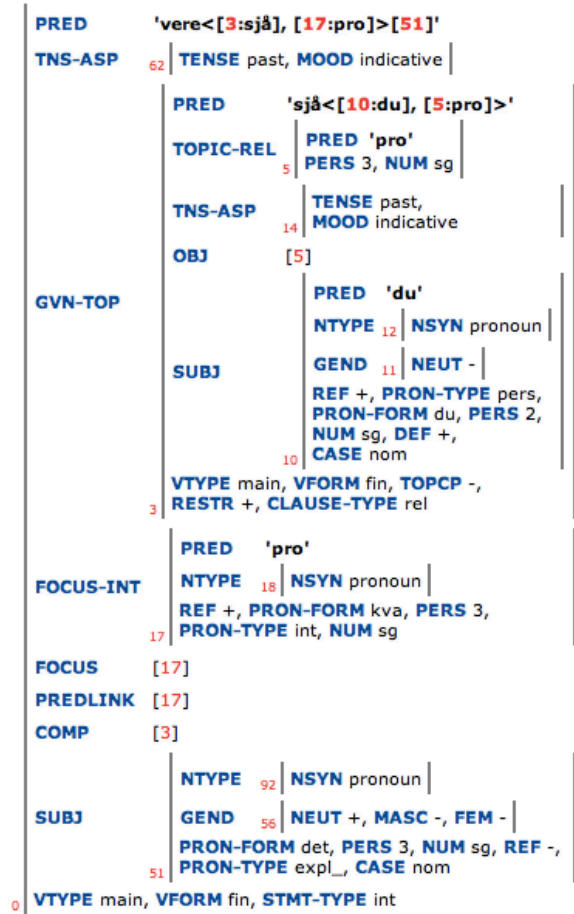 PRED 'vere<[3:sjå], [17:pro]>[51]'
TNS-ASP 62 TENSE past, MOOD indicative
PRED 'sjå<[10:du], [5:pro]>'
TOPIC-REL 5 PRED 'pro'
PERS 3, NUM sg
TNS-ASP 14 TENSE past,
MOOD indicative
OBJ [5]
GVN-TOP
SUBJ
PRED 'du'
NTYPE 12 NSYN pronoun
GEND 11 NEUT -
REF +, PRON-TYPE pers,
PRON-FORM du, PERS 2,
NUM sg, DEF +,
10 CASE nom
VTYPE main, VFORM fin, TOPCP -,
3 RESTR +, CLAUSE-TYPE rel
FOCUS-INT
PRED 'pro'
NTYPE 18 NSYN pronoun
REF +, PRON-FORM kva, PERS 3,
17 PRON-TYPE int, NUM sg
FOCUS [17]
PREDLINK [17]
COMP [3]
SUBJ
NTYPE 92 NSYN pronoun
GEND 56 NEUT +, MASC -, FEM -
PRON-FORM det, PERS 3, NUM sg, REF -,
51 PRON-TYPE expl_, CASE nom
0 VTYPE main, VFORM fin, STMT-TYPE int